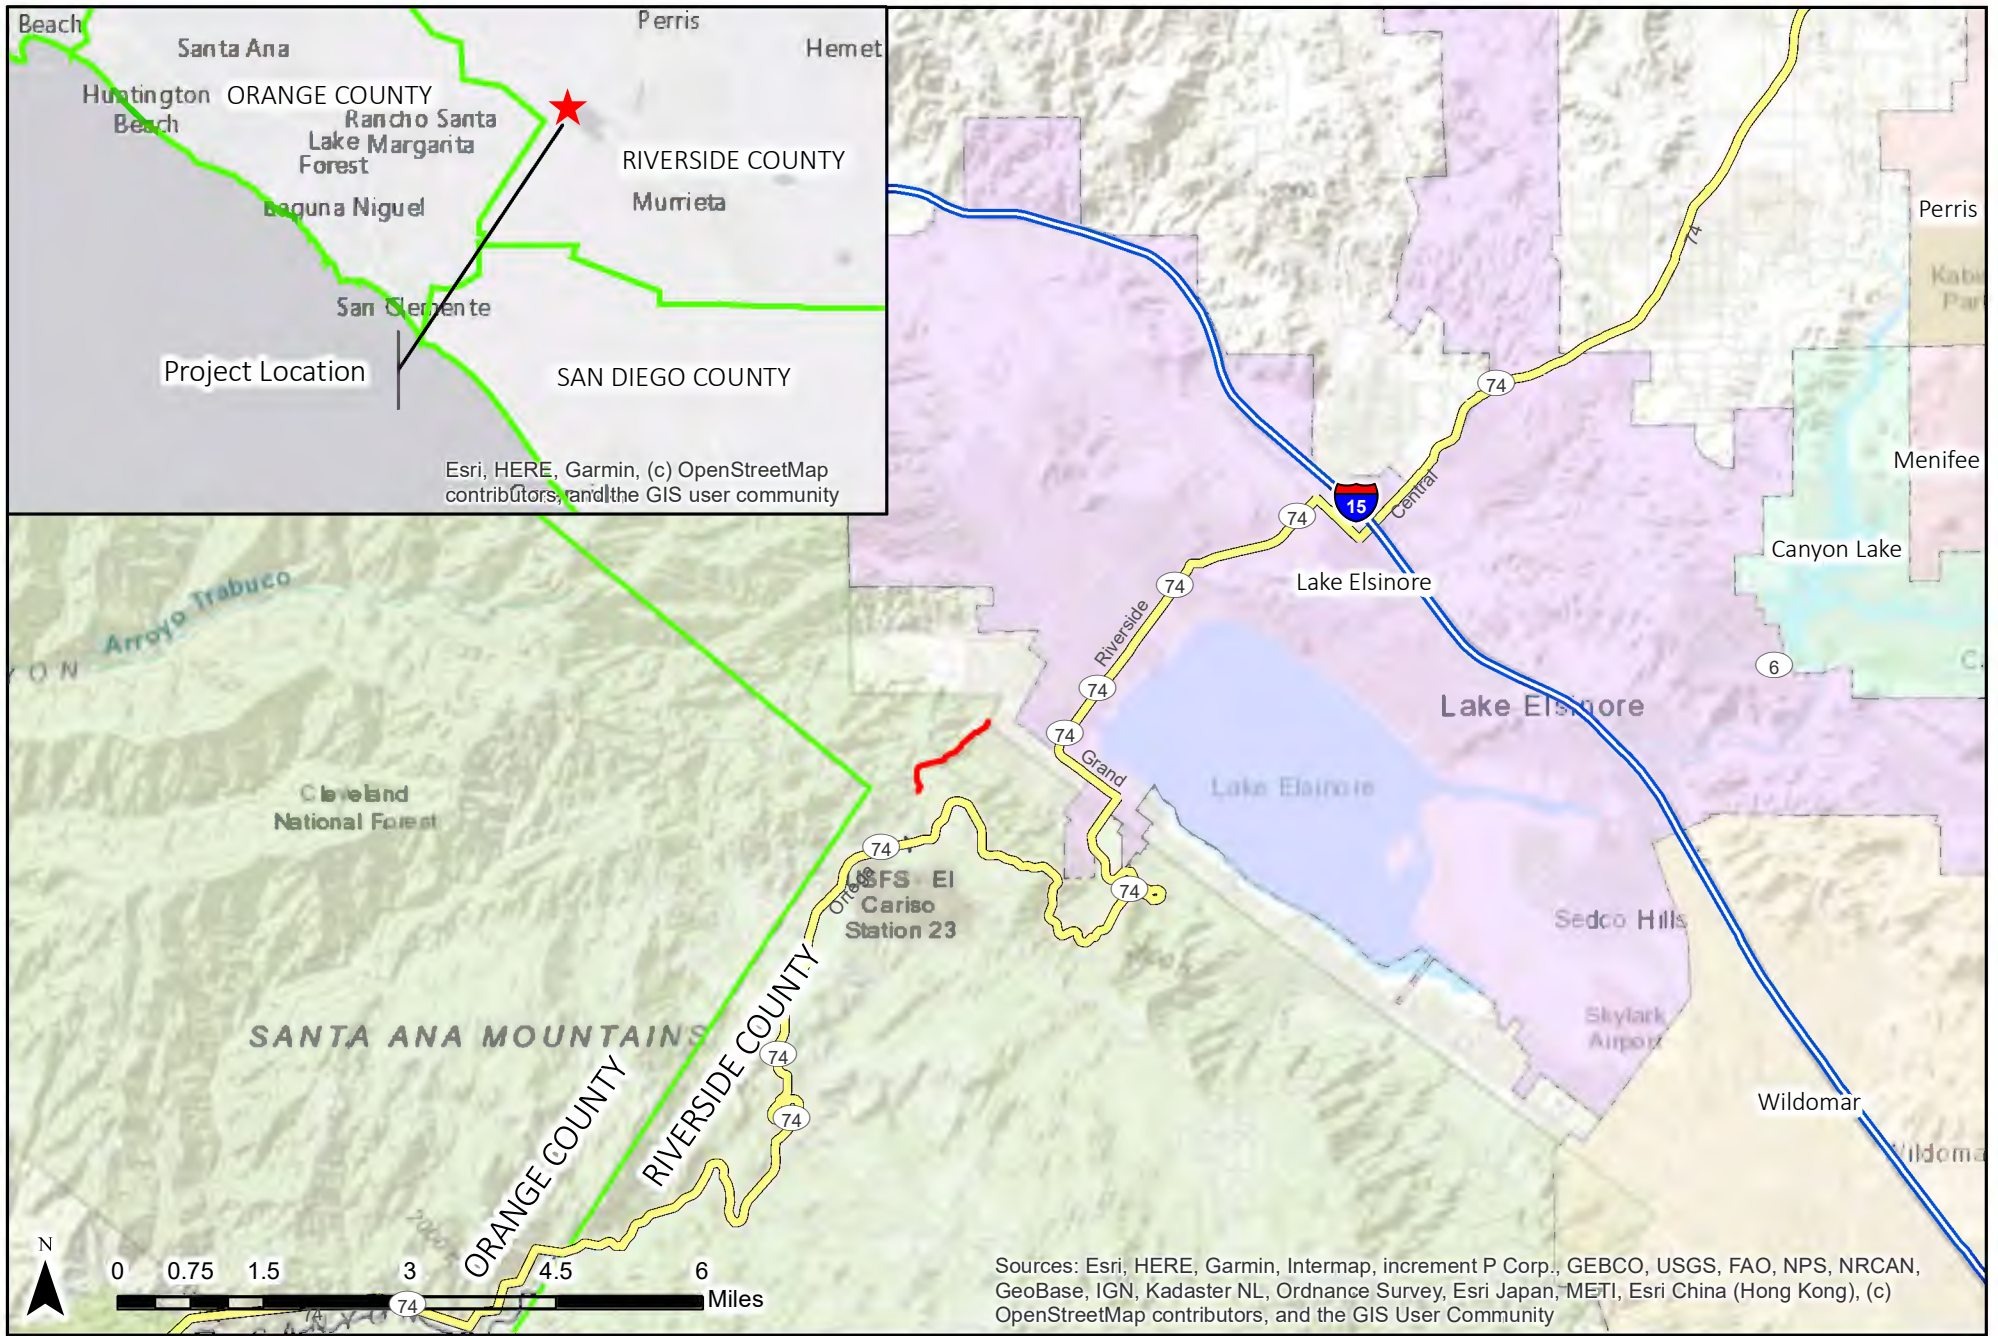 Beach
Santa Ana
Perris
Hemet
Huntington
Beach
ORANGE COUNTY
Rancho Santa
Margarita
Lake
Forest
RIVERSIDE COUNTY
Laguna Niguel
Murrieta
San Clemente
Project Location
SAN DIEGO COUNTY
Esri, HERE, Garmin, (c) OpenStreetMap
contributors, and the GIS user community
74
Perris
74
Menifee
Central
15
74
Canyon Lake
Lake Elsinore
74
Arroyo Trabuco
Riverside
YON
6
74
Lake Elsinore
74
Grand
Lake Elsinore
Cleveland
National Forest
74
Ortega
USFS - El
Cariso
Station 23
74
Sedco Hills
Skylark
Airport
SANTA ANA MOUNTAINS
RIVERSIDE COUNTY
ORANGE COUNTY
74
74
Wildomar
Wildoma
N
0 0.75 1.5 3 4.5 6
Miles
74
74
Sources: Esri, HERE, Garmin, Intermap, increment P Corp., GEBCO, USGS, FAO, NPS, NRCAN,
GeoBase, IGN, Kadaster NL, Ordnance Survey, Esri Japan, METI, Esri China (Hong Kong), (c)
OpenStreetMap contributors, and the GIS User Community